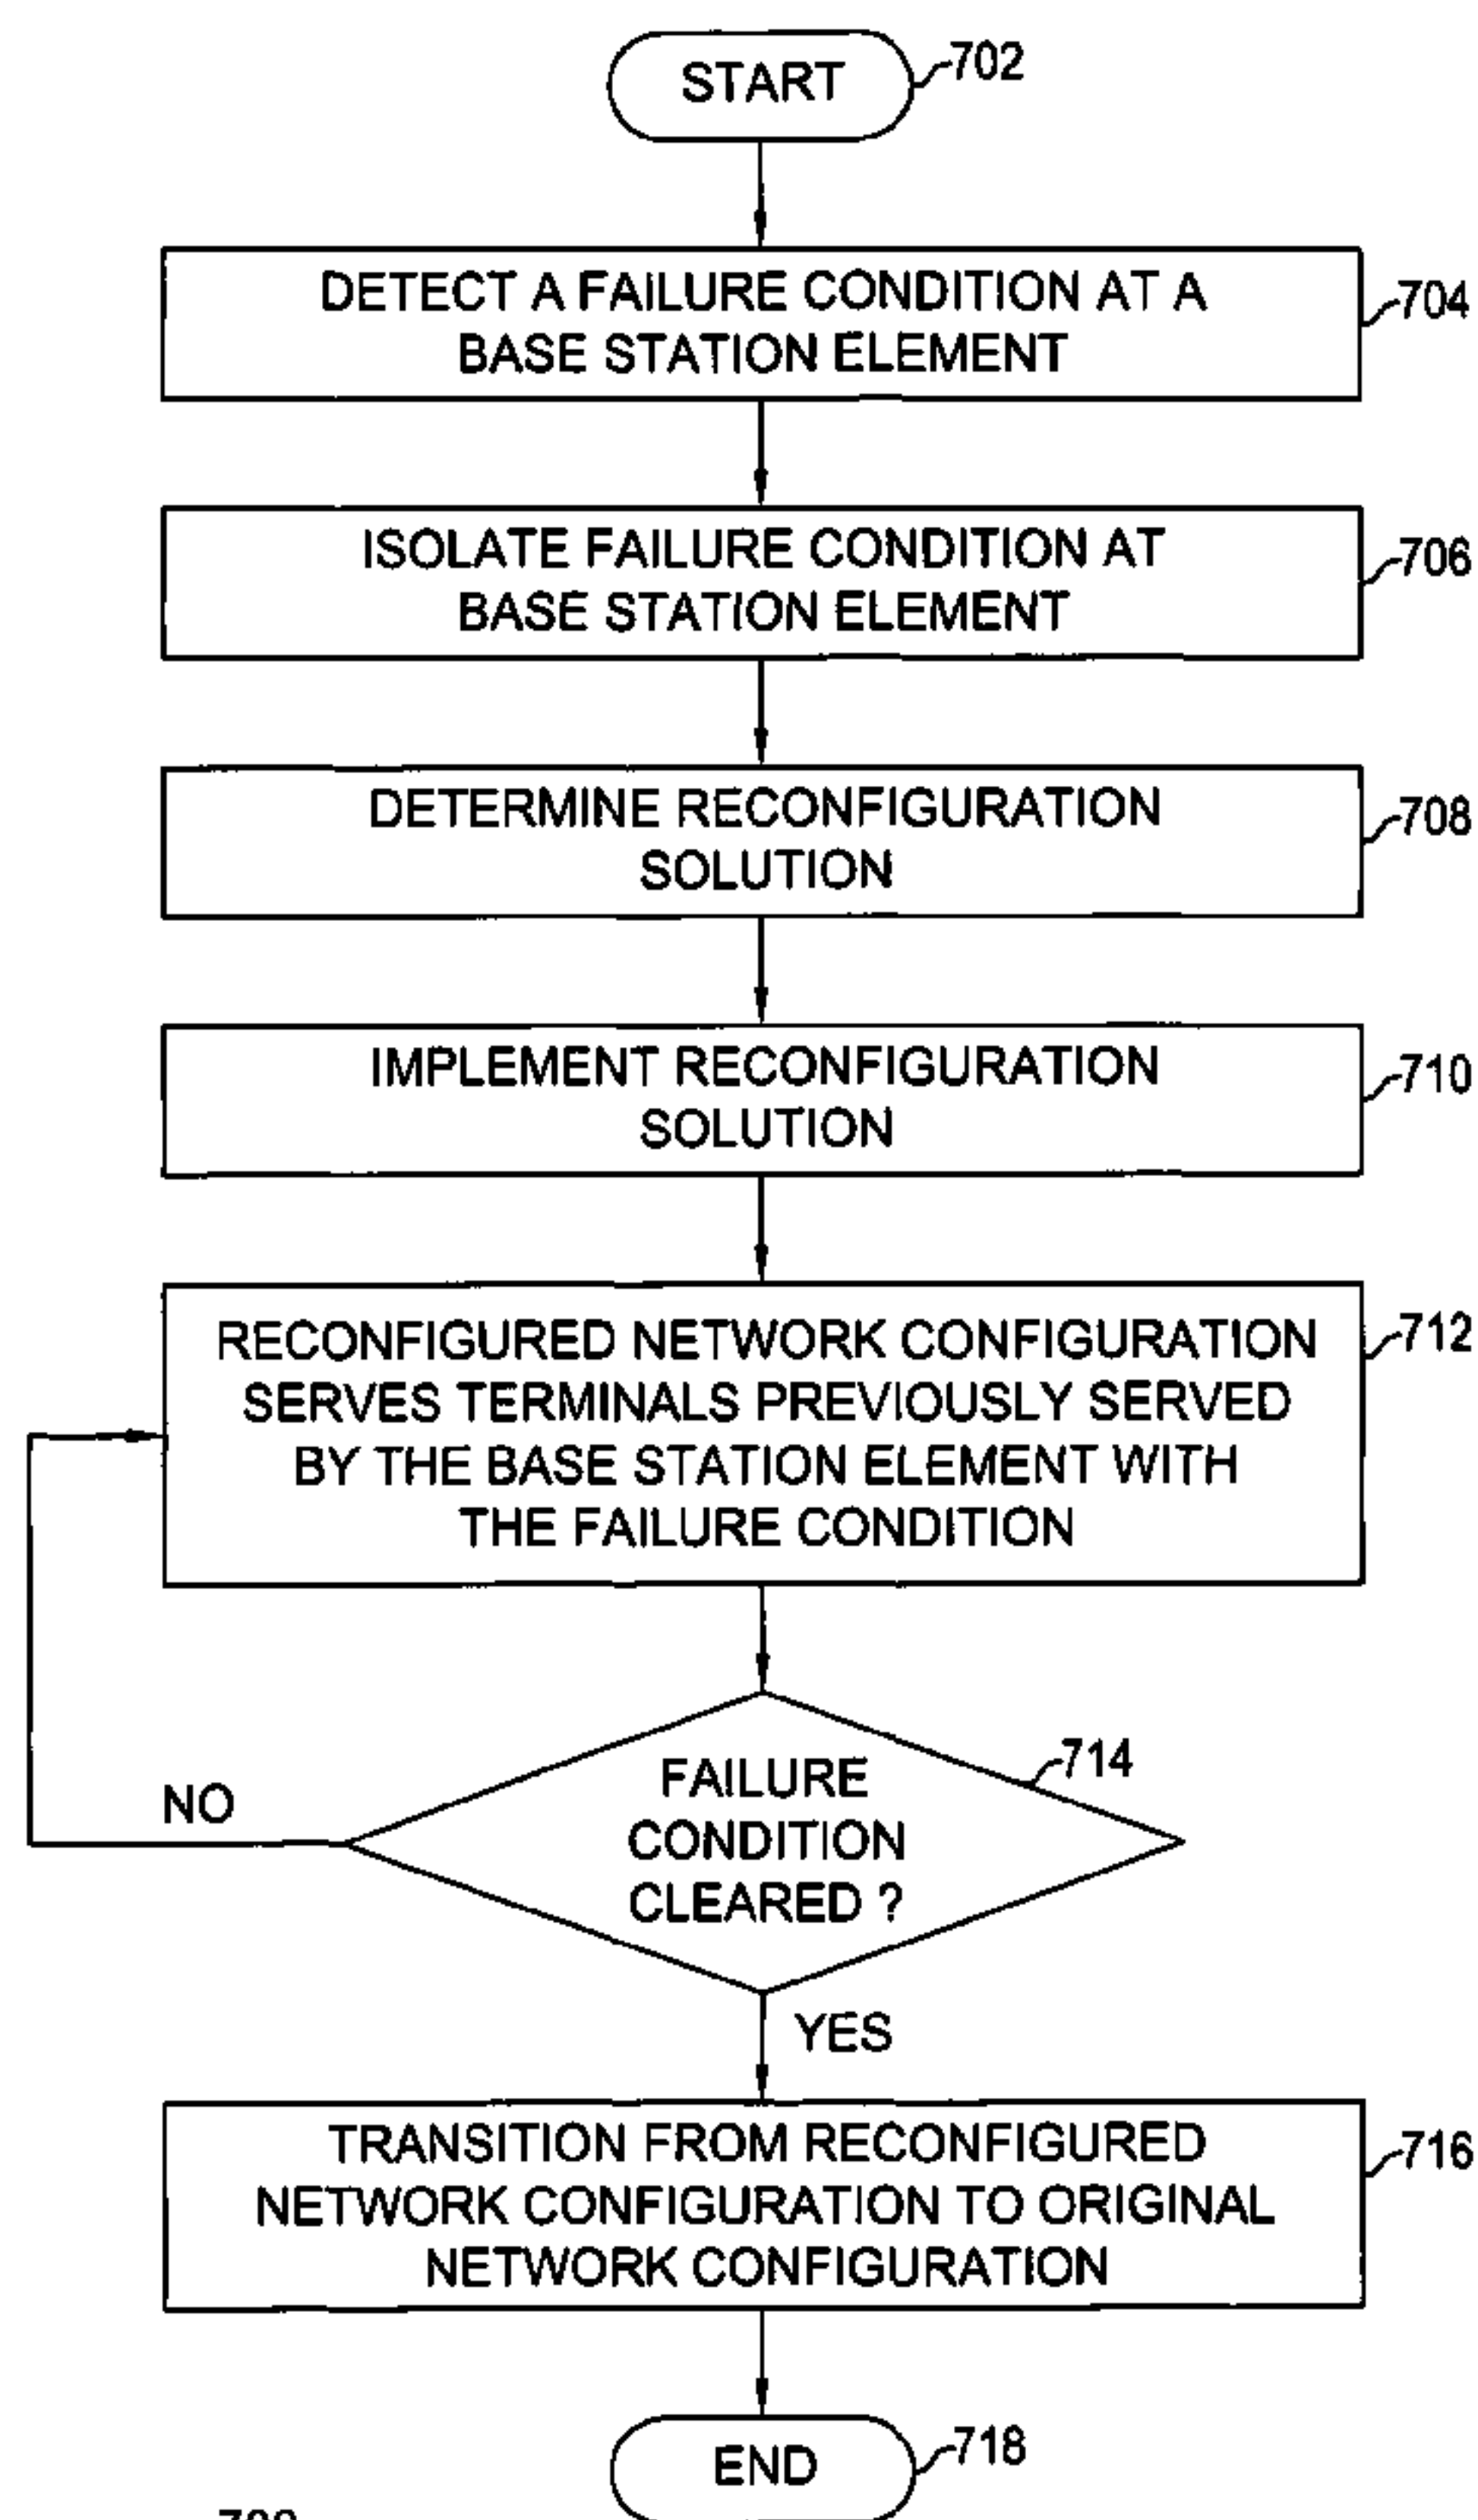 START
702
DETECT A FAILURE CONDITION AT A
BASE STATION ELEMENT
704
ISOLATE FAILURE CONDITION AT
BASE STATION ELEMENT
706
DETERMINE RECONFIGURATION
SOLUTION
708
IMPLEMENT RECONFIGURATION
SOLUTION
710
RECONFIGURED NETWORK CONFIGURATION
SERVES TERMINALS PREVIOUSLY SERVED
BY THE BASE STATION ELEMENT WITH
THE FAILURE CONDITION
712
FAILURE
CONDITION
CLEARED ?
714
NO
YES
TRANSITION FROM RECONFIGURED
NETWORK CONFIGURATION TO ORIGINAL
NETWORK CONFIGURATION
716
END
718